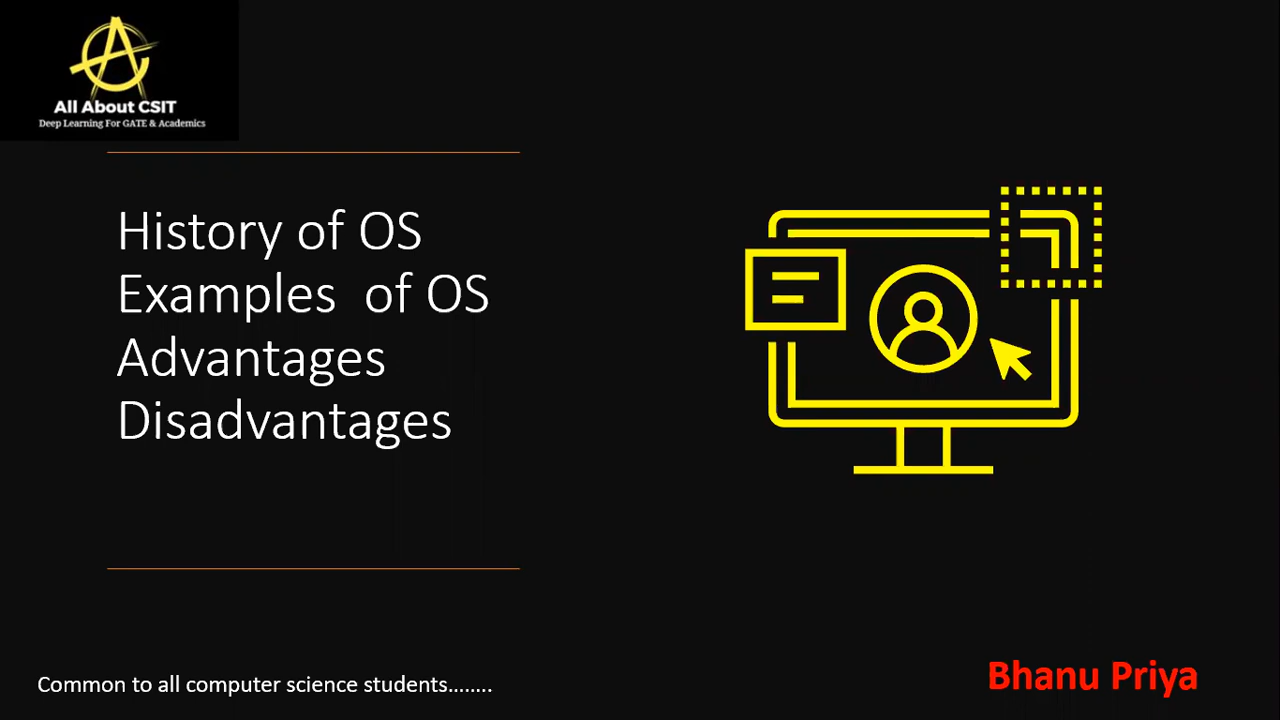 All About CSIT
Deep Learning For GATE & Academics
History of OS
Examples of OS
Advantages
Disadvantages
Common to all computer science students........
Bhanu Priya